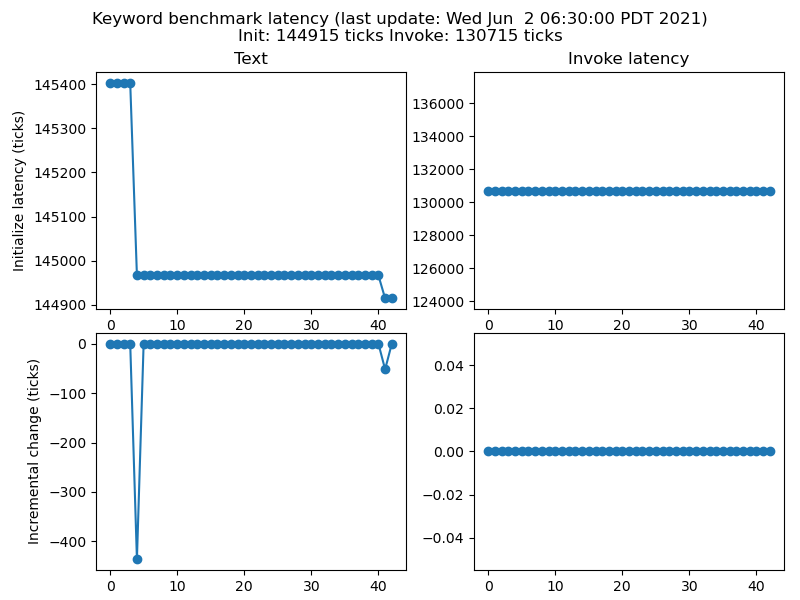 Keyword benchmark latency (last update: Wed Jun  2 06:30:00 PDT 2021)
Init: 144915 ticks Invoke: 130715 ticks
Text
Initialize latency (ticks)
145400
145300
145200
145100
145000
144900
0 10 20 30 40
Invoke latency
136000
134000
132000
130000
128000
126000
124000
0 10 20 30 40
Incremental change (ticks)
0
−100
−200
−300
−400
0 10 20 30 40
0.04
0.02
0.00
−0.02
−0.04
0 10 20 30 40